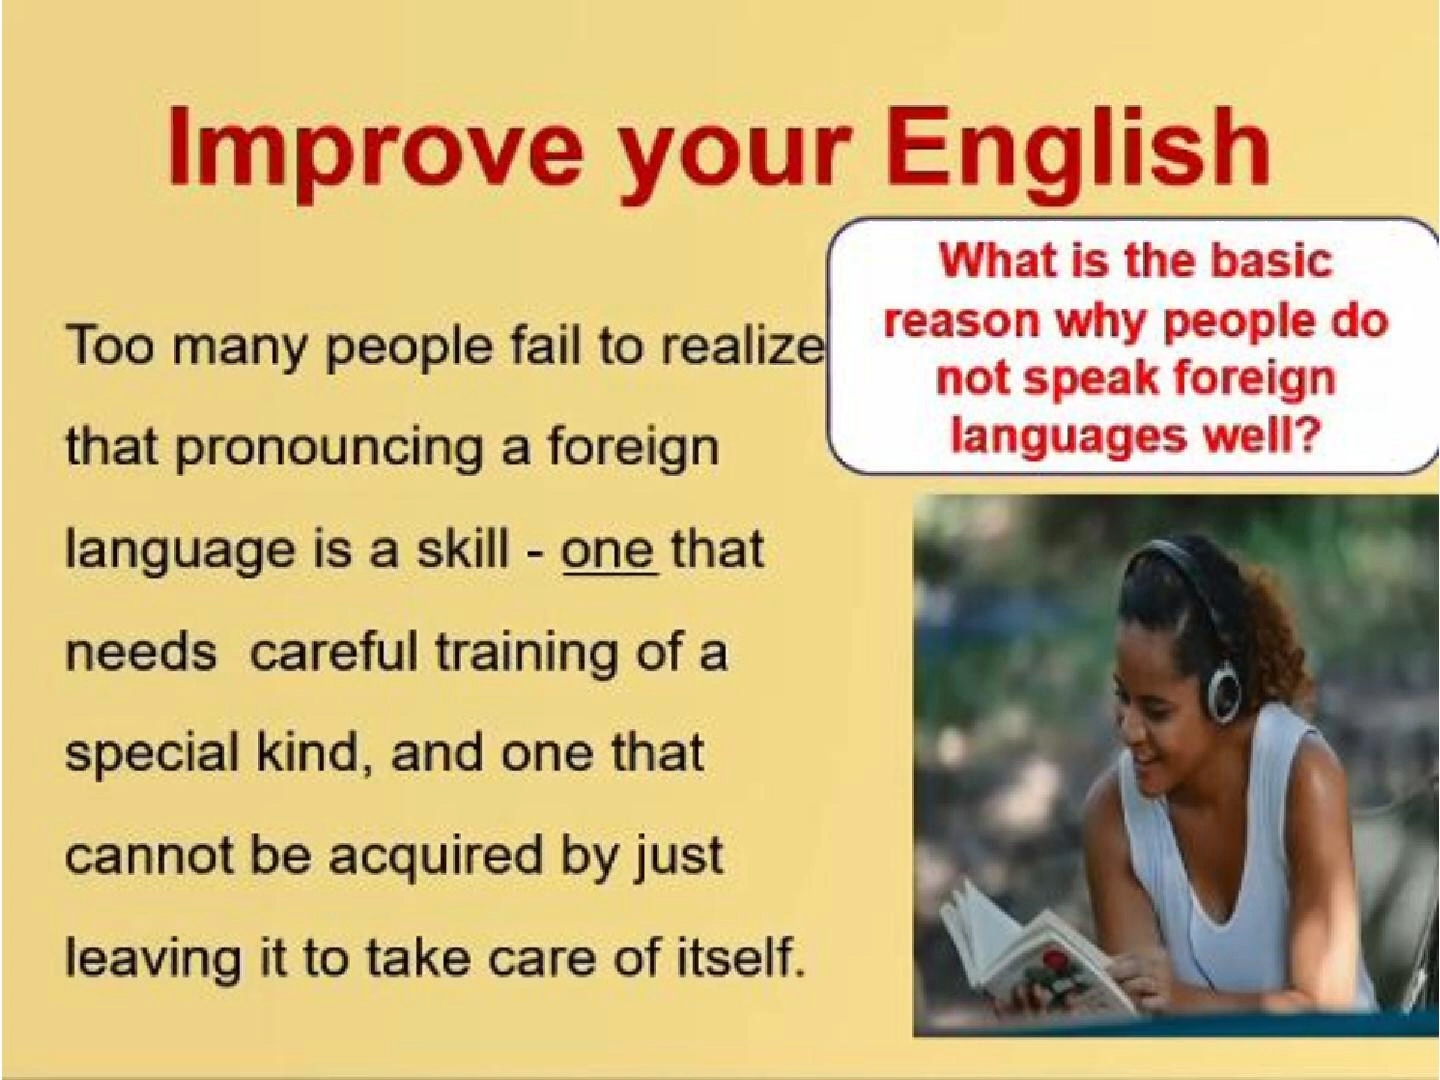 Improve your English
What is the basic
reason why people do
not speak foreign
languages well?
Too many people fail to realize
that pronouncing a foreign
language is a skill - one that
needs  careful training of a
special kind, and one that
cannot be acquired by just
leaving it to take care of itself.